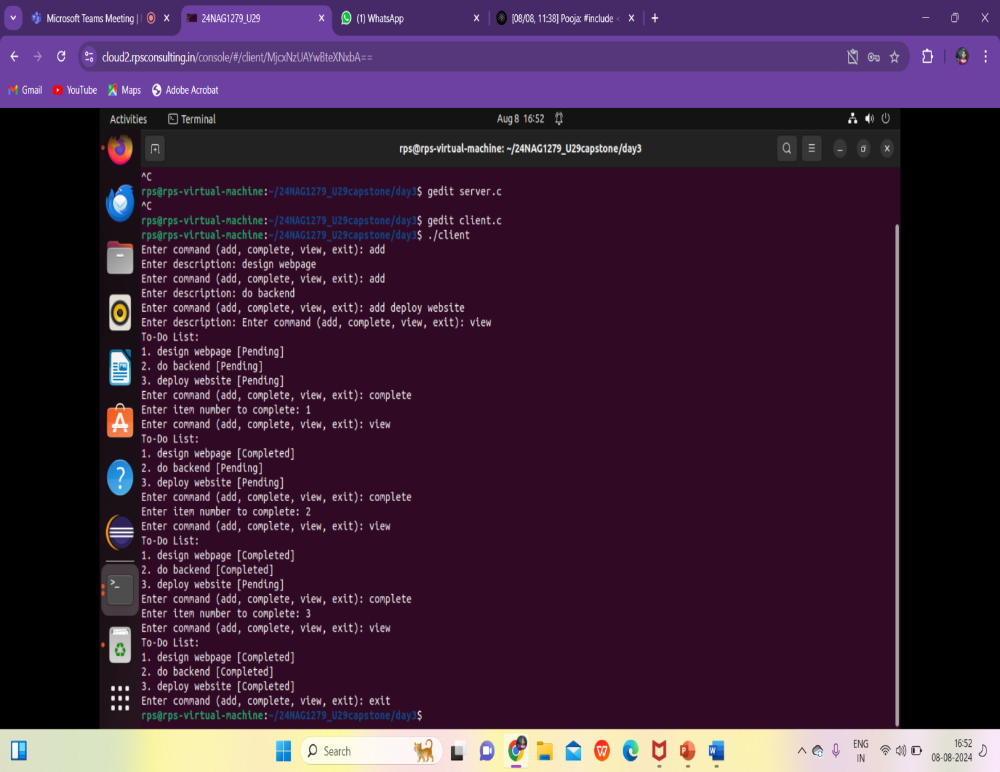 Microsoft Teams Meeting |
24NAG1279_U29
(1) WhatsApp
[08/08, 11:38] Pooja: #include <
cloud2.rpsconsulting.in/console/#/client/MjcxNzUAYwBteXNxbA==
Gmail
YouTube
Maps
Adobe Acrobat
Activities
Terminal
Aug 8 16:52
rps@rps-virtual-machine: ~/24NAG1279_U29capstone/day3
^C
rps@rps-virtual-machine:~/24NAG1279_U29capstone/day3$ gedit server.c
^C
rps@rps-virtual-machine:~/24NAG1279_U29capstone/day3$ gedit client.c
rps@rps-virtual-machine:~/24NAG1279_U29capstone/day3$ ./client
Enter command (add, complete, view, exit): add
Enter description: design webpage
Enter command (add, complete, view, exit): add
Enter description: do backend
Enter command (add, complete, view, exit): add deploy website
Enter description: Enter command (add, complete, view, exit): view
To-Do List:
1. design webpage [Pending]
2. do backend [Pending]
3. deploy website [Pending]
Enter command (add, complete, view, exit): complete
Enter item number to complete: 1
Enter command (add, complete, view, exit): view
To-Do List:
1. design webpage [Completed]
2. do backend [Pending]
3. deploy website [Pending]
Enter command (add, complete, view, exit): complete
Enter item number to complete: 2
Enter command (add, complete, view, exit): view
To-Do List:
1. design webpage [Completed]
2. do backend [Completed]
3. deploy website [Pending]
Enter command (add, complete, view, exit): complete
Enter item number to complete: 3
Enter command (add, complete, view, exit): view
To-Do List:
1. design webpage [Completed]
2. do backend [Completed]
3. deploy website [Completed]
Enter command (add, complete, view, exit): exit
rps@rps-virtual-machine:~/24NAG1279_U29capstone/day3$
Search
ENG
IN
16:52
08-08-2024